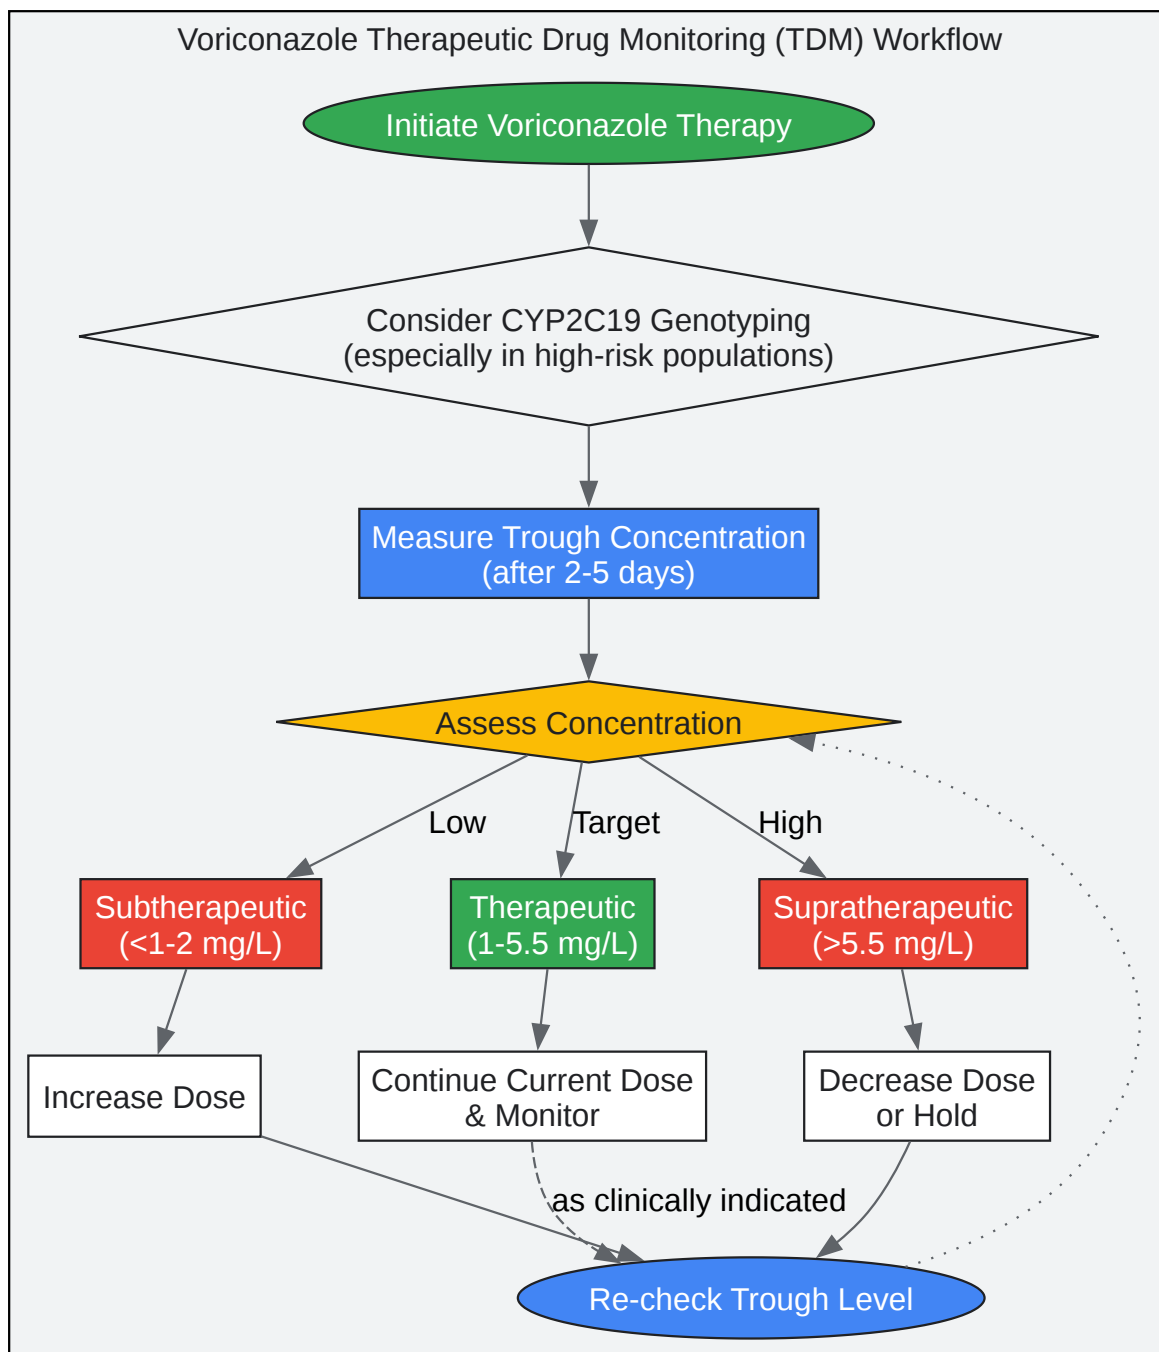 Voriconazole Therapeutic Drug Monitoring (TDM) Workflow
Initiate Voriconazole Therapy
Consider CYP2C19 Genotyping
(especially in high-risk populations)
Measure Trough Concentration
(after 2-5 days)
Assess Concentration
Low
Target
High
Subtherapeutic
(<1-2 mg/L)
Therapeutic
(1-5.5 mg/L)
Supratherapeutic
(>5.5 mg/L)
Increase Dose
Continue Current Dose
& Monitor
Decrease Dose
or Hold
as clinically indicated
Re-check Trough Level